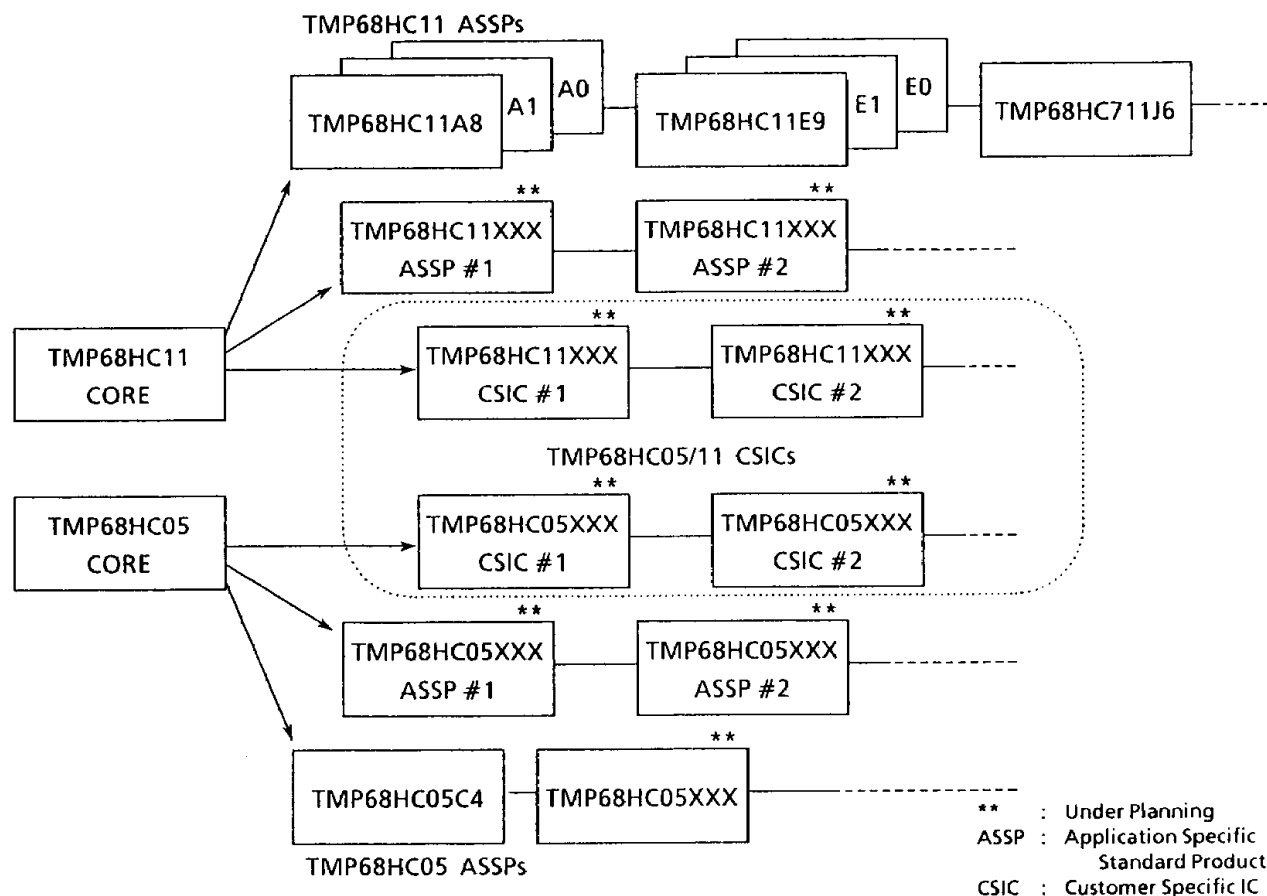 TMP68HC11 ASSPs
TMP68HC11A8
A1
A0
TMP68HC11E9
E1
E0
TMP68HC711J6
**
TMP68HC11XXX
ASSP #1
**
TMP68HC11XXX
ASSP #2
TMP68HC11
CORE
**
TMP68HC11XXX
CSIC #1
**
TMP68HC11XXX
CSIC #2
TMP68HC05/11 CSICs
TMP68HC05
CORE
**
TMP68HC05XXX
CSIC #1
**
TMP68HC05XXX
CSIC #2
**
TMP68HC05XXX
ASSP #1
**
TMP68HC05XXX
ASSP #2
TMP68HC05C4
**
TMP68HC05XXX
TMP68HC05 ASSPs
** : Under Planning
ASSP : Application Specific
Standard Product
CSIC : Customer Specific IC